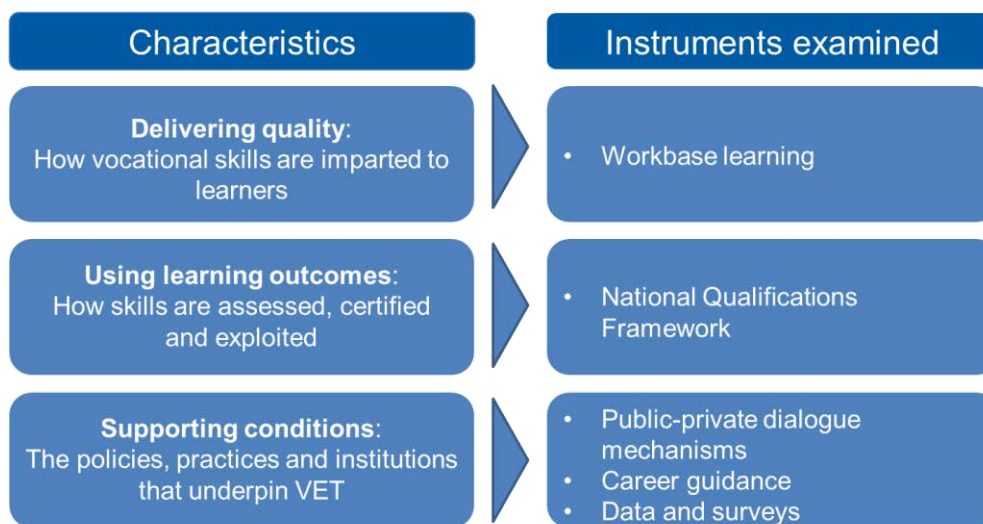 Characteristics
Instruments examined
Delivering quality:
How vocational skills are imparted to
learners
• Workbase learning
Using learning outcomes:
How skills are assessed, certified
and exploited
• National Qualifications
Framework
Supporting conditions:
The policies, practices and institutions
that underpin VET
• Public-private dialogue
mechanisms
• Career guidance
• Data and surveys